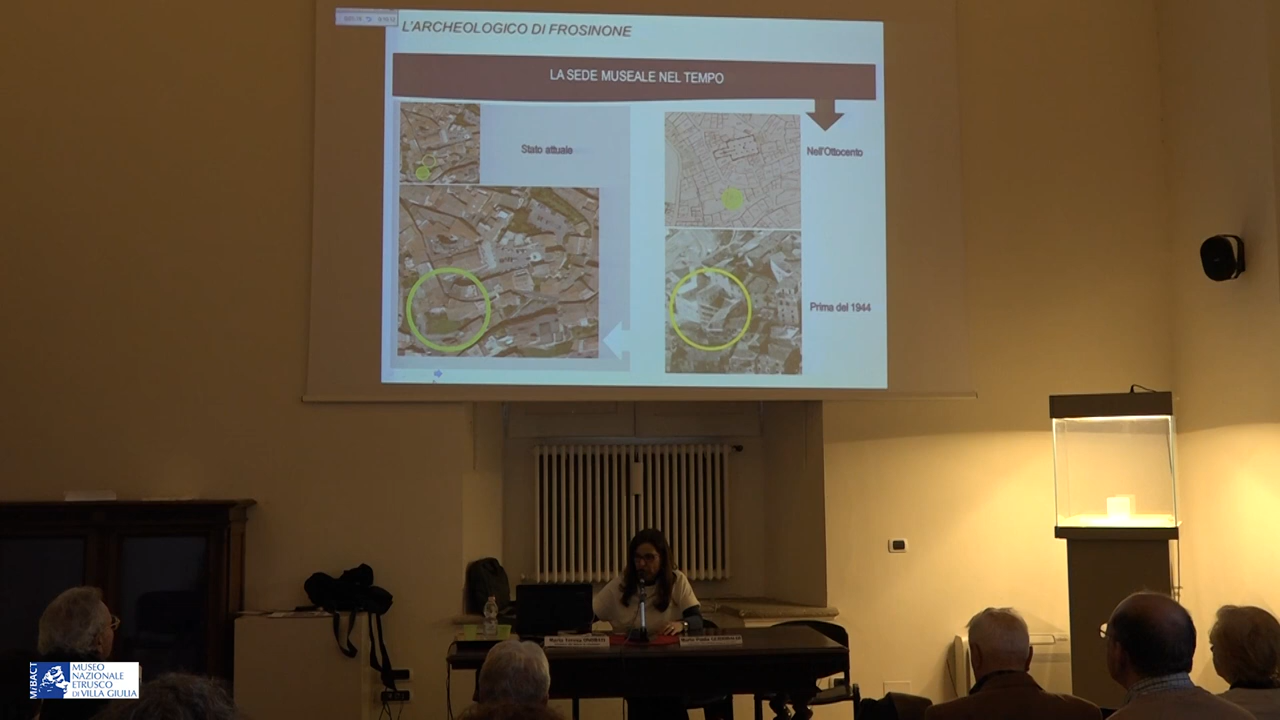 L'ARCHEOLOGICO DI FROSINONE
LA SEDE MUSEALE NEL TEMPO
Stato attuale
Nell'Ottocento
Prima del 1944
MiBACT
MUSEO
NAZIONALE
ETRUSCO
DI VILLA GIULIA